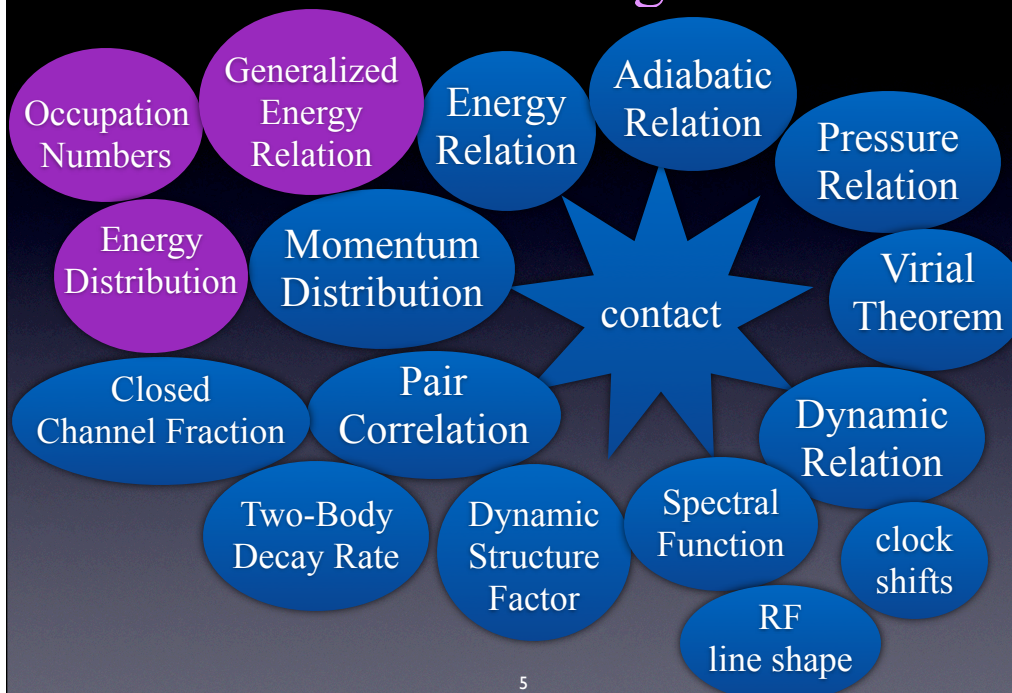 Occupation
Numbers
Generalized
Energy
Relation
Energy
Relation
Adiabatic
Relation
Pressure
Relation
Energy
Distribution
Momentum
Distribution
contact
Virial
Theorem
Closed
Channel Fraction
Pair
Correlation
Dynamic
Relation
Two-Body
Decay Rate
Dynamic
Structure
Factor
Spectral
Function
clock
shifts
RF
line shape
5